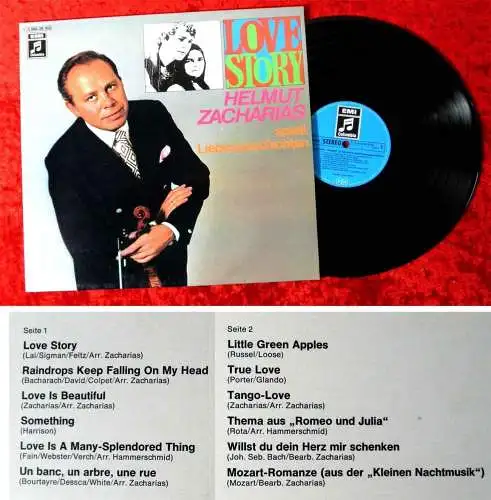 EMI
LOVE
STORY
HELMUT
ZACHARIAS
spielt
Liebesgeschichten
EMI
Columbia
STEREO
Seite 1
Love Story
(Lai/Sigman/Feltz/Arr. Zacharias)
Raindrops Keep Falling On My Head
(Bacharach/David/Colpet/Arr. Zacharias)
Love Is Beautiful
(Zacharias/Arr. Zacharias)
Something
(Harrison)
Love Is A Many-Splendored Thing
(Fain/Webster/Verch/Arr. Hammerschmid)
Un banc, un arbre, une rue
(Bourtayre/Dessca/White/Arr. Zacharias)
Seite 2
Little Green Apples
(Russel/Loose)
True Love
(Porter/Glando)
Tango-Love
(Zacharias/Arr. Zacharias)
Thema aus „Romeo und Julia“
(Rota/Arr. Hammerschmid)
Willst du dein Herz mir schenken
(Joh. Seb. Bach/Bearb. Zacharias)
Mozart-Romanze (aus der „Kleinen Nachtmusik“)
(Mozart/Bearb. Zacharias)